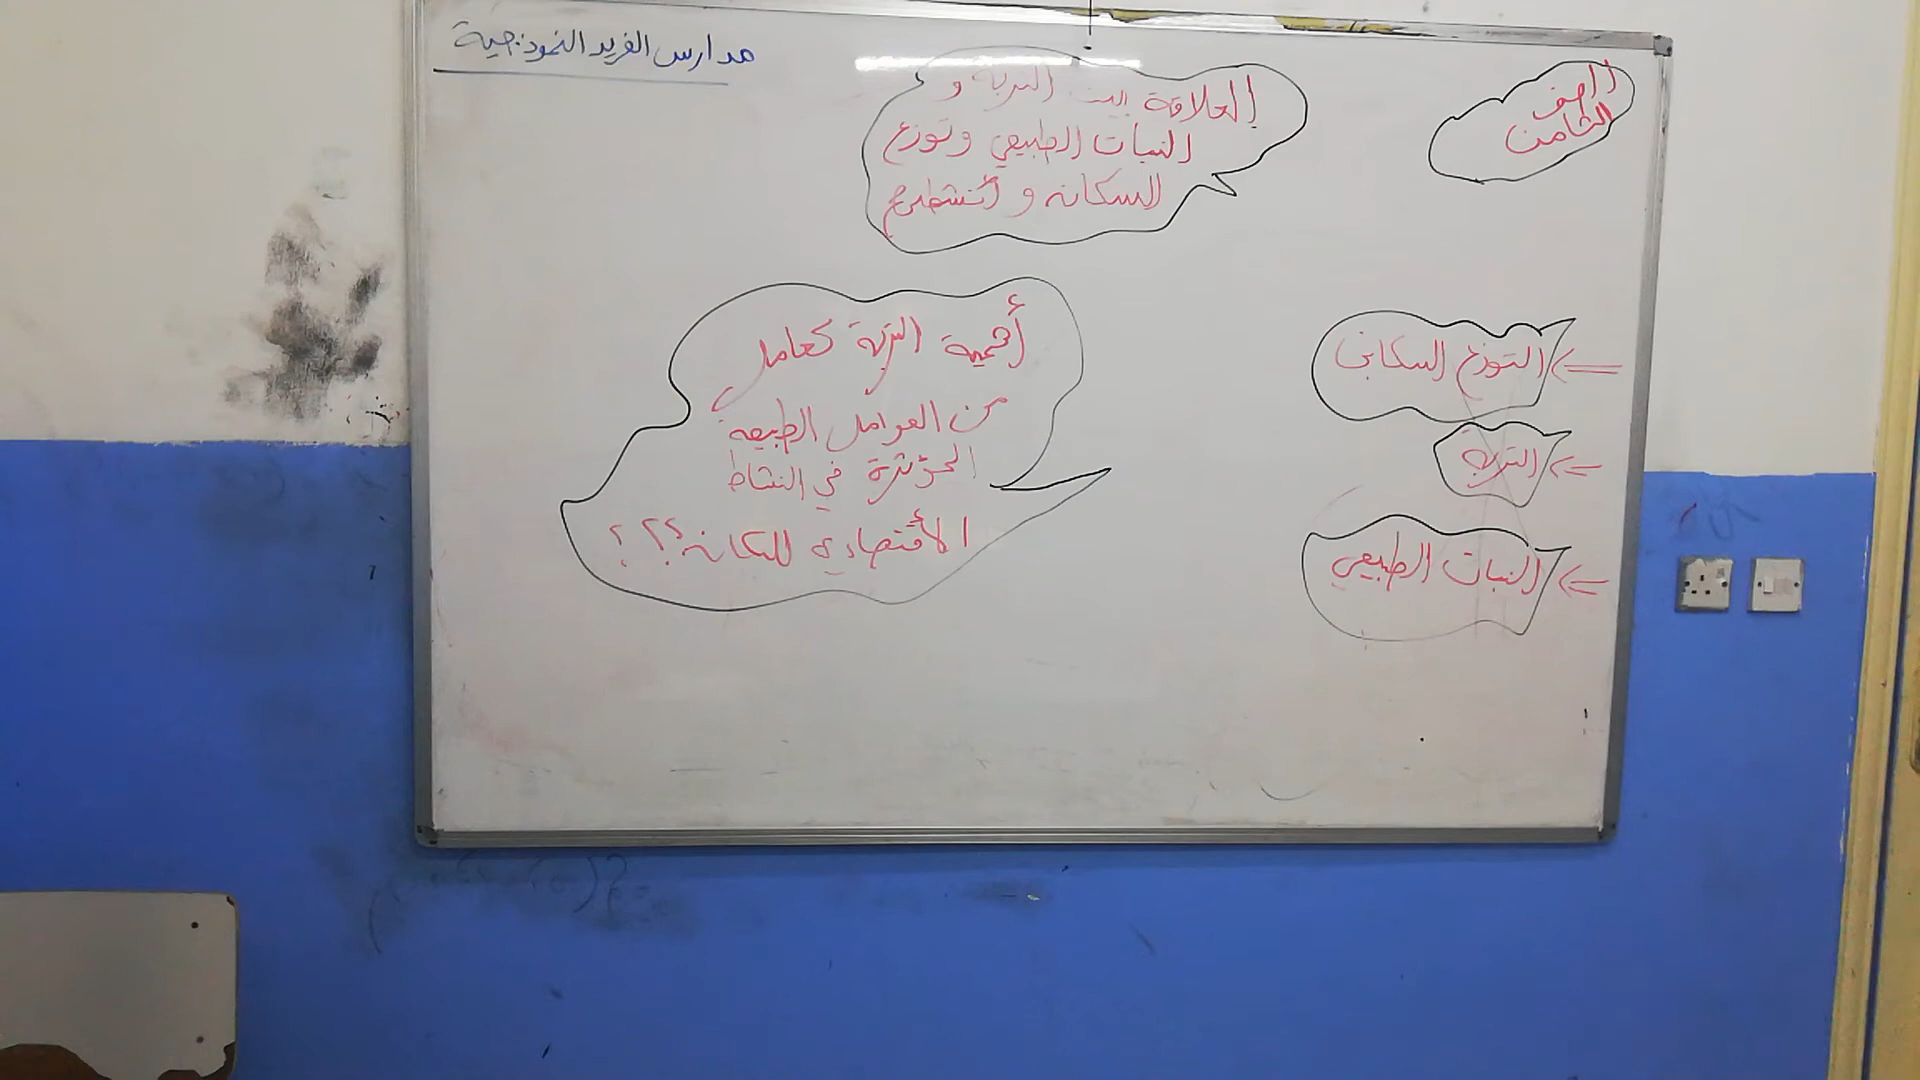 مدارس الفريد النموذجية
الصف
الثامن
العلاقة بين التربة و
النبات الطبيعي وتوزع
السكان و أنشطتهم
التوزع السكاني
التربة
النبات الطبيعي
أهمية التربة كعامل
من العوامل الطبيعية
المؤثرة في النشاط
الأقتصادي للسكان؟؟؟